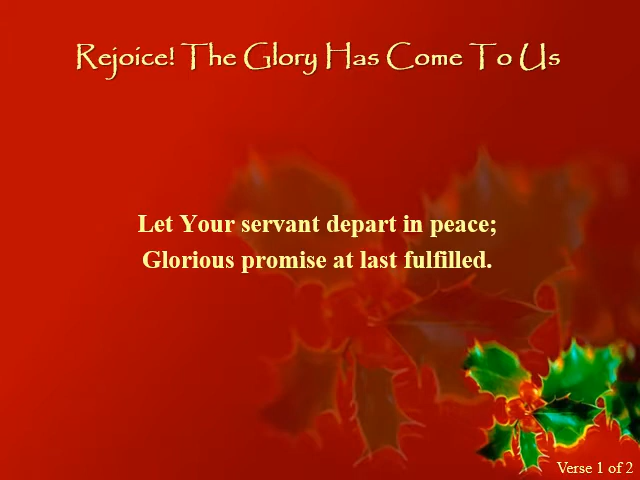 Rejoice! The Glory Has Come To Us
Let Your servant depart in peace;
Glorious promise at last fulfilled.
Verse 1 of 2